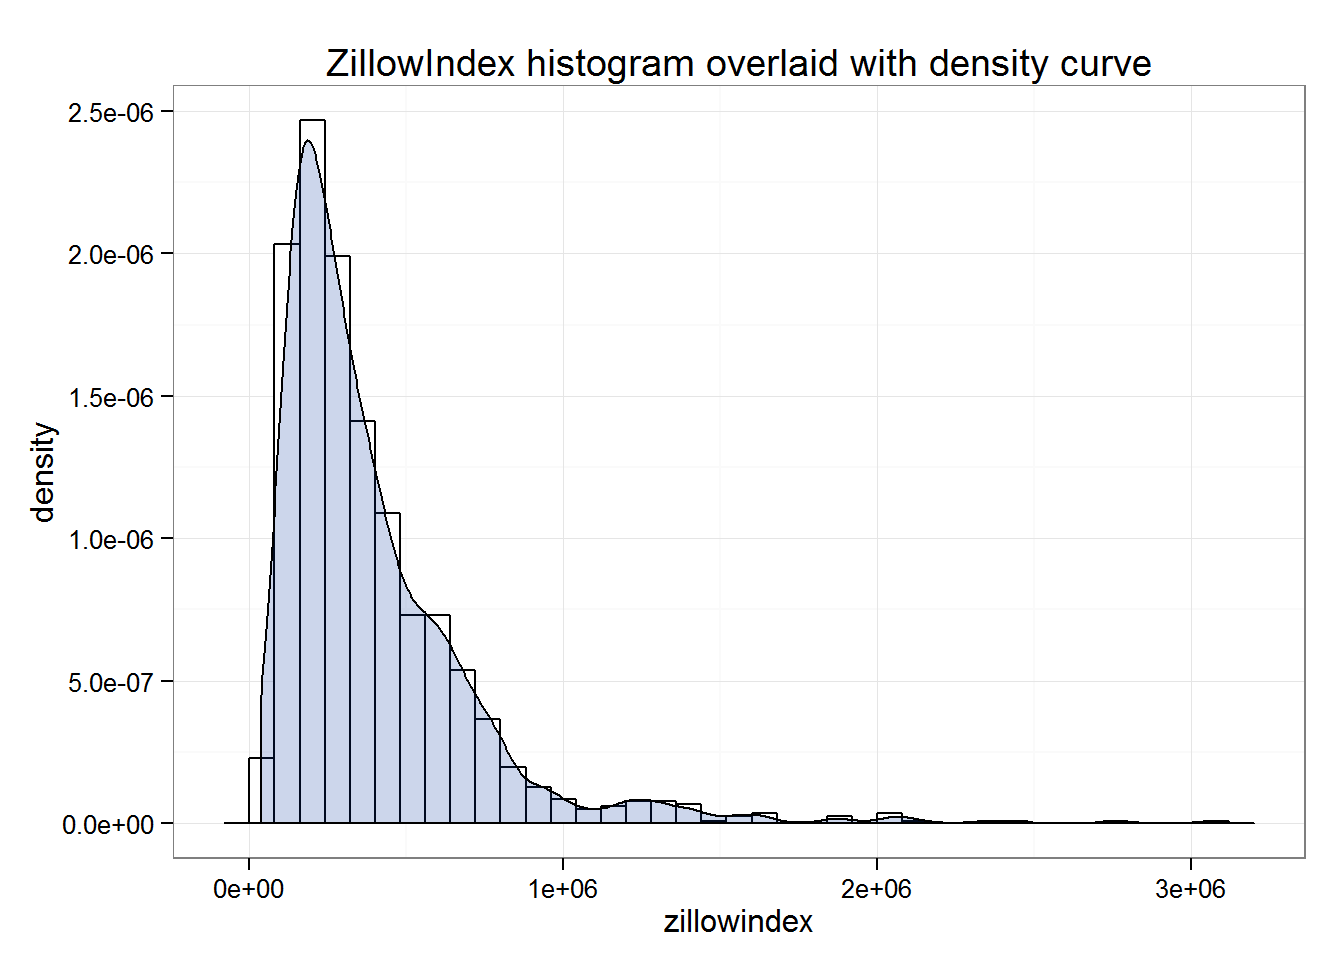 ZillowIndex histogram overlaid with density curve
2.5e-06
2.0e-06
1.5e-06
1.0e-06
5.0e-07
0.0e+00
density
0e+00 1e+06 2e+06 3e+06
zillowindex